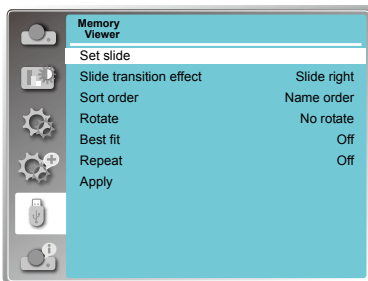 Memory
Viewer
Set slide
Slide transition effect Slide right
Sort order Name order
Rotate No rotate
Best fit Off
Repeat Off
Apply